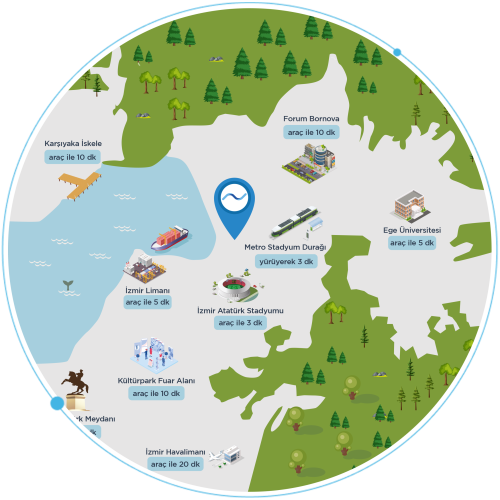 Forum Bornova
araç ile 10 dk
Karşıyaka İskele
araç ile 10 dk
Ege Üniversitesi
araç ile 5 dk
Metro Stadyum Durağı
yürüyerek 3 dk
İzmir Limanı
araç ile 5 dk
İzmir Atatürk Stadyumu
araç ile 3 dk
Kültürpark Fuar Alanı
araç ile 10 dk
Meydanı
dk
İzmir Havalimanı
araç ile 20 dk